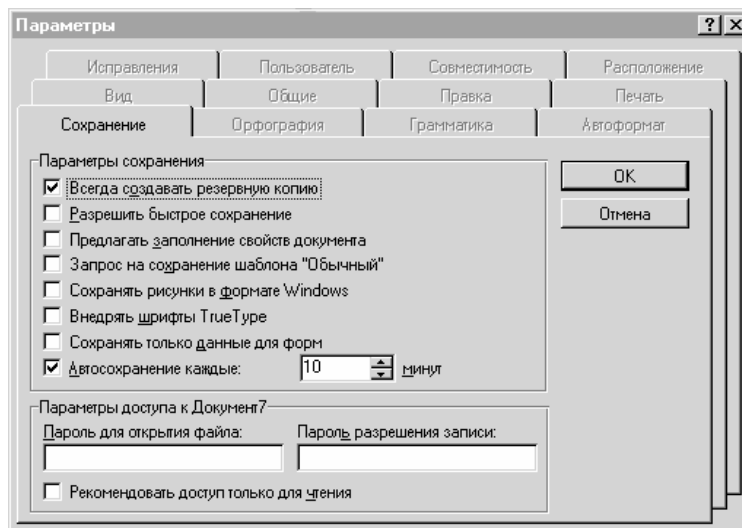 Параметры
Исправления Пользователь Совместимость Расположение
Вид Общие Правка Печать
Сохранение Орфография Грамматика Автоформат
Параметры сохранения
Всегда создавать резервную копию
Разрешить быстрое сохранение
Предлагать заполнение свойств документа
Запрос на сохранение шаблона "Обычный"
Сохранять рисунки в формате Windows
Внедрять шрифты TrueType
Сохранять только данные для форм
Автосохранение каждые: 10 минут
OK
Отмена
Параметры доступа к Документ7
Пароль для открытия файла: Пароль разрешения записи:
Рекомендовать доступ только для чтения